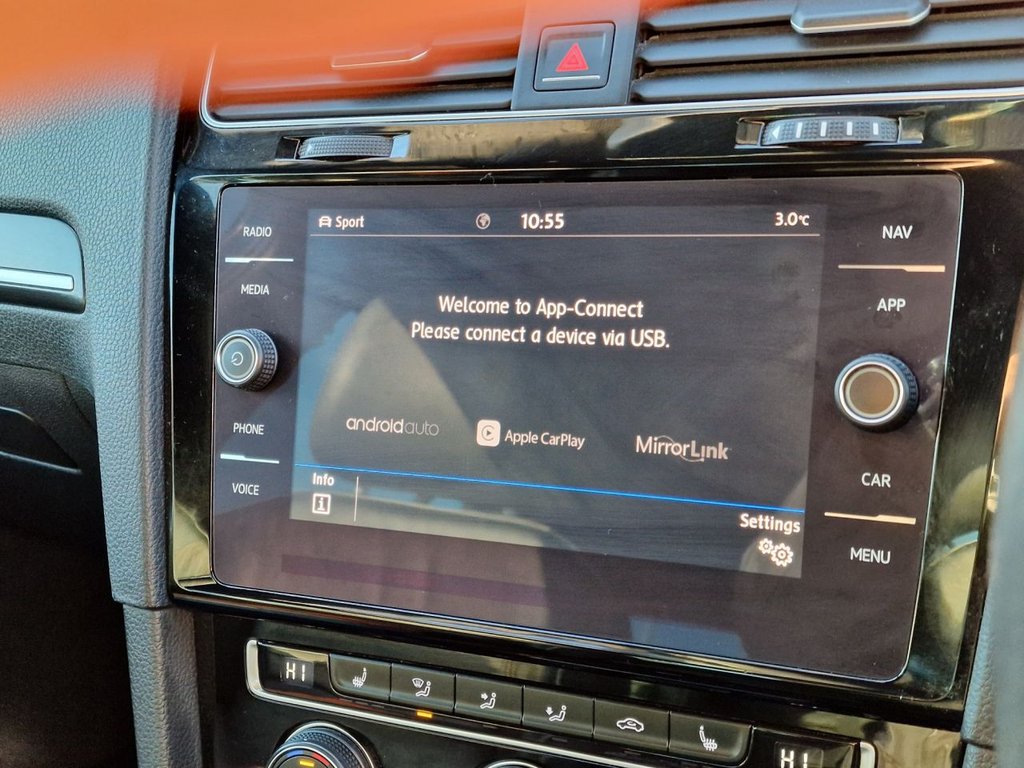 RADIO
MEDIA
PHONE
VOICE
Sport 10:55 3.0°C
Welcome to App-Connect
Please connect a device via USB.
androidauto Apple CarPlay MirrorLink
Info
i
Settings
NAV
APP
CAR
MENU
HI
HI